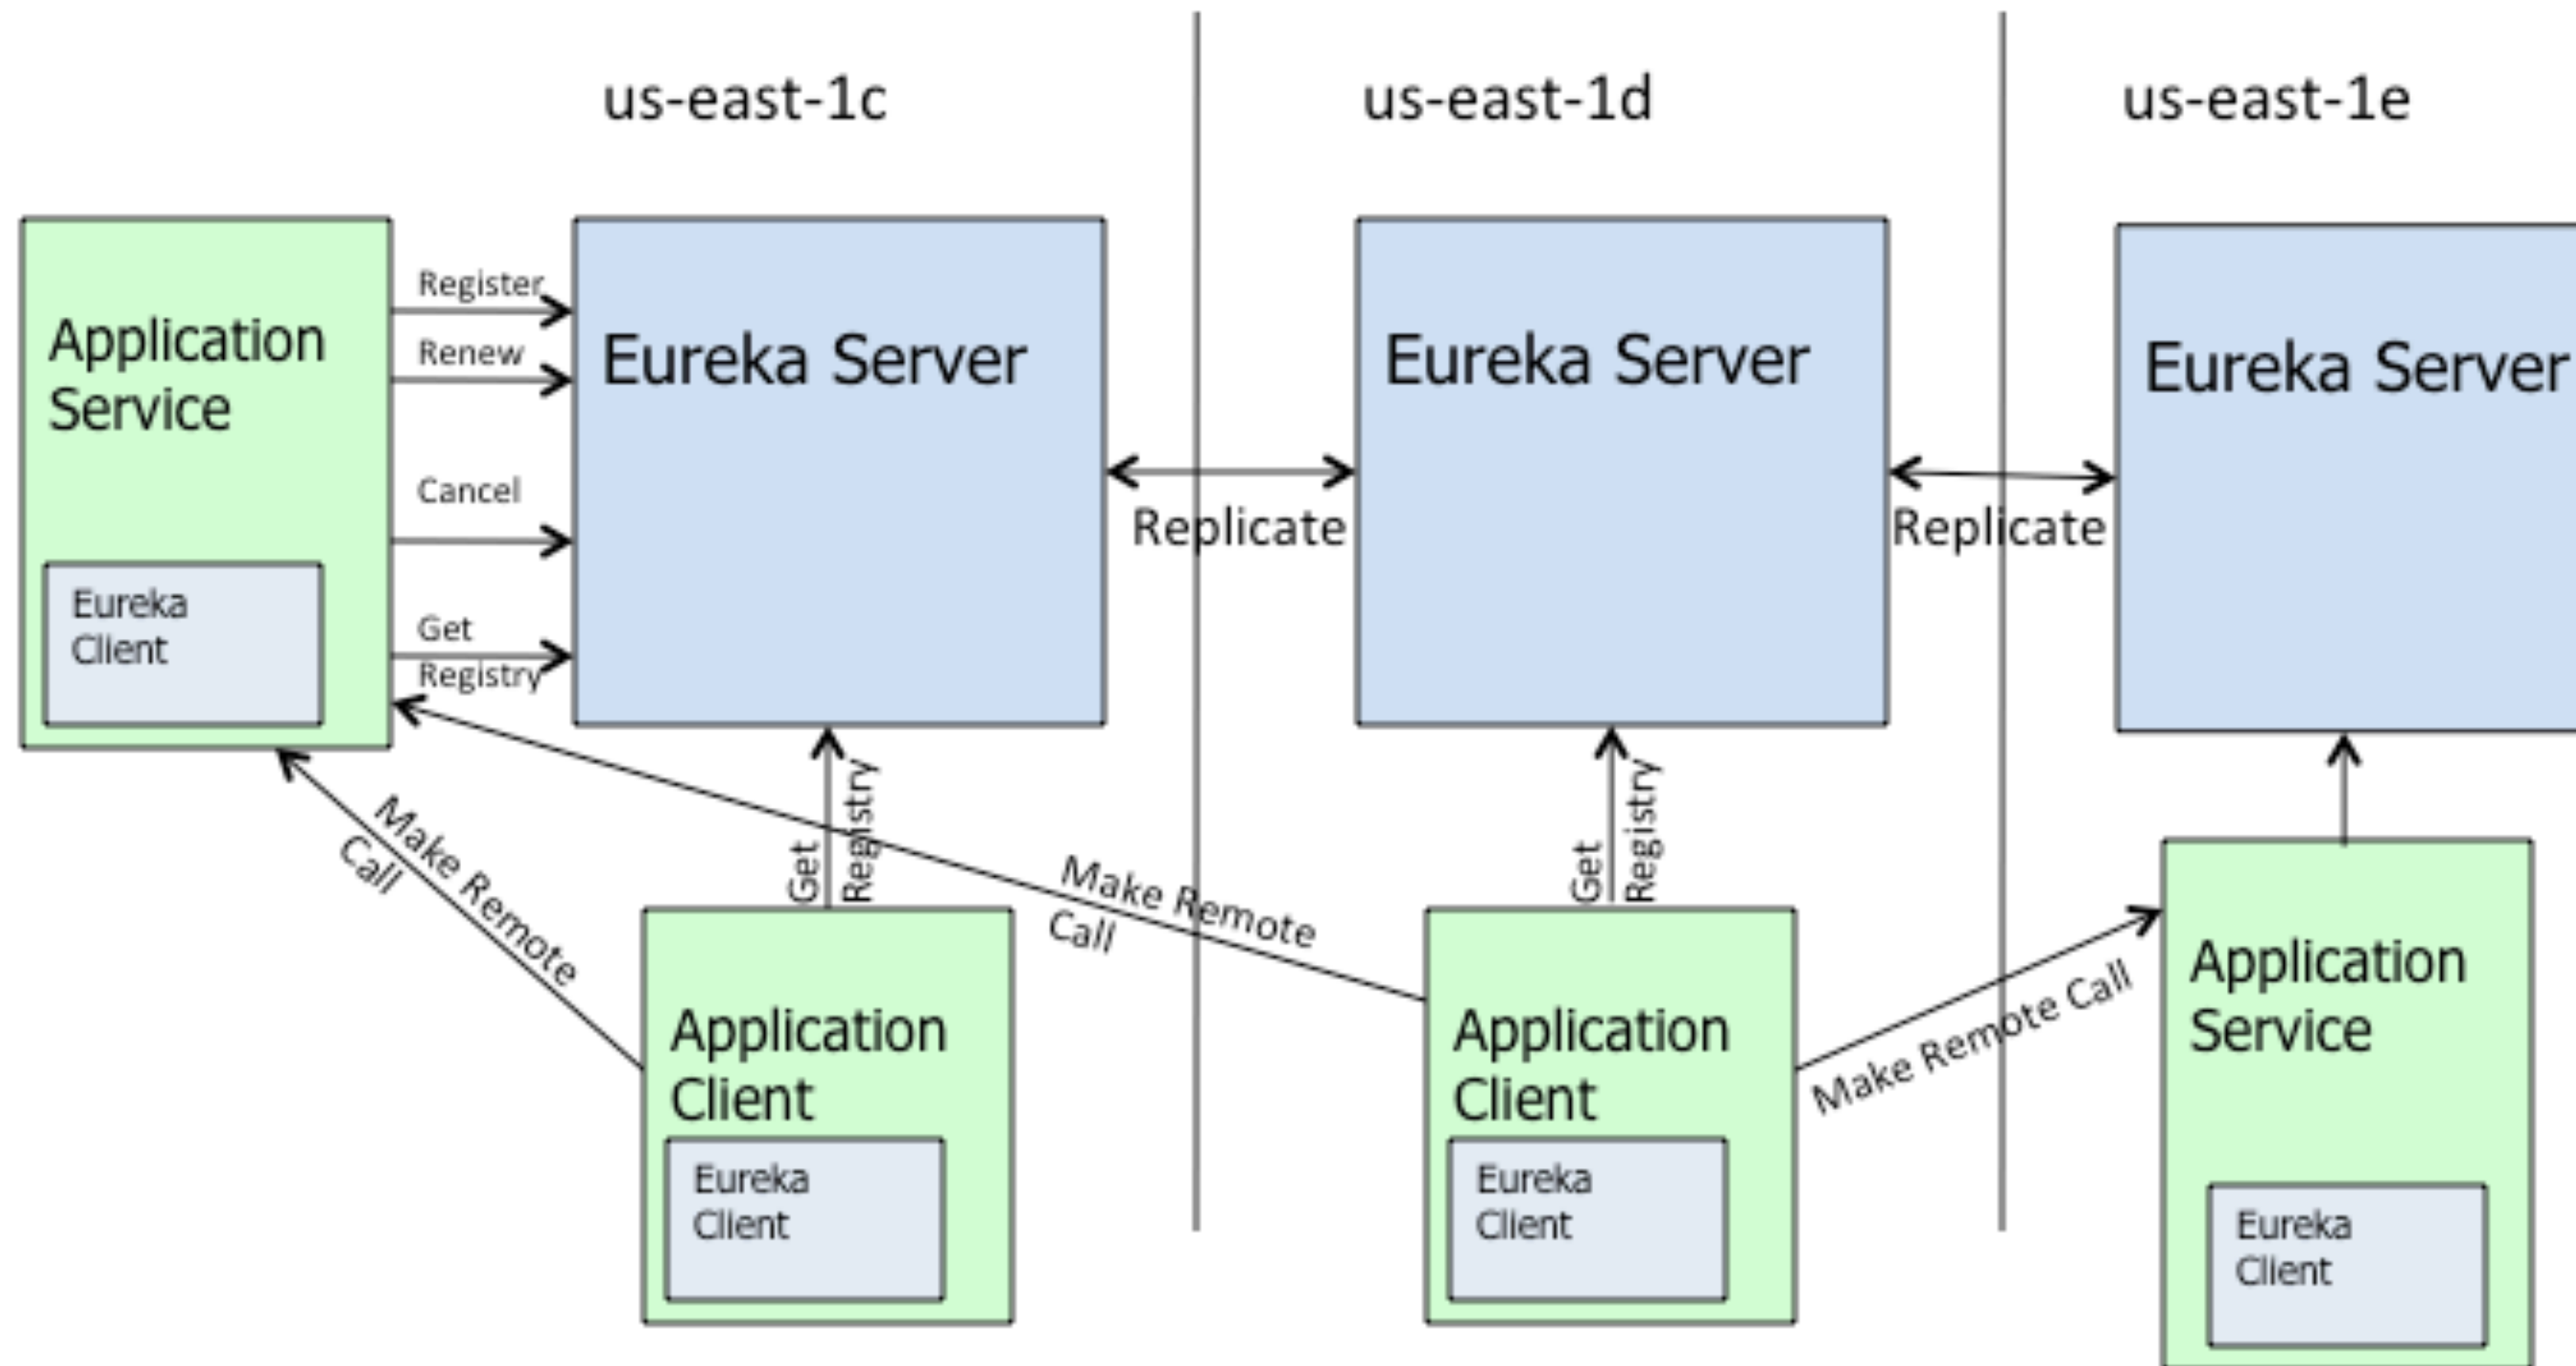 us-east-1c
us-east-1d
us-east-1e
Application
Service
Register
Renew
Cancel
Get
Registry
Eureka
Client
Eureka Server
Replicate
Eureka Server
Replicate
Eureka Server
Make Remote
Call
Get
Registry
Make Remote
Call
Get
Registry
Make Remote Call
Application
Client
Eureka
Client
Application
Client
Eureka
Client
Application
Service
Eureka
Client